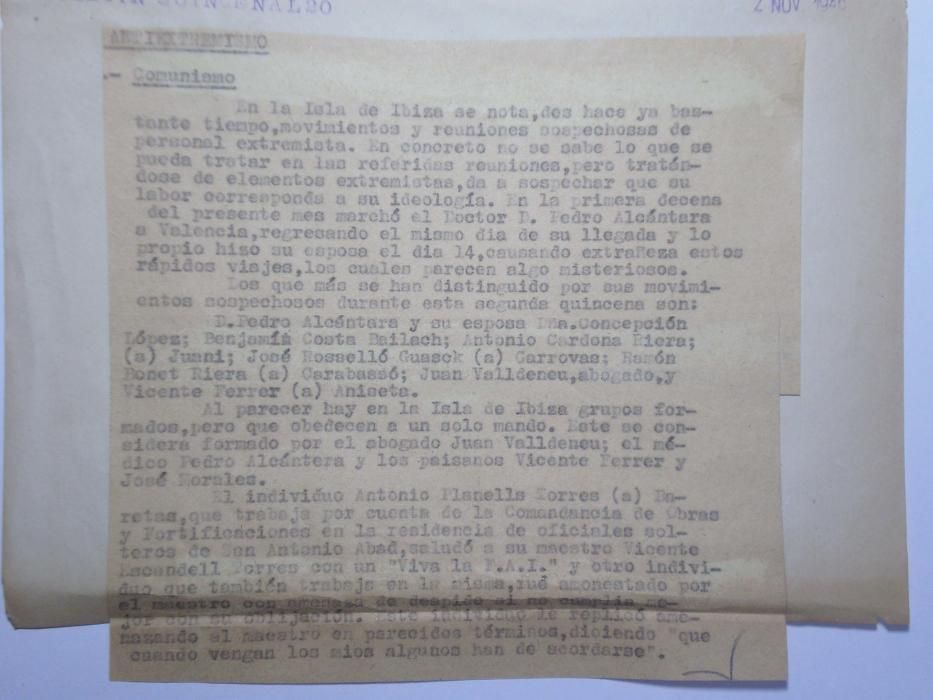 QUINCENAL 20
2 NOV 194
ANTIEXTREMISMO
.- Comunismo
En la Isla de Ibiza se nota,des hace ya bas-
tante tiempo,movimientos y reuniones sospechosas de
personal extremista. En concreto no se sabe lo que se
pueda tratar en las referidas reuniones,pero tratán-
dose de elementos extremistas,da a sospechar que su
labor corresponda a su ideología. En la primera decena
del presente mes marchó el Doctor D. Pedro Alcántara
a Valencia,regresando el mismo dia de su llegada y lo
propio hizo su esposa el dia 14,causando extrañeza estos
rápidos viajes,los cuales parecen algo misteriosos.
Los que más se han distinguido por sus movimi-
entos sospechosos durante esta segunda quincena son:
D.Pedro Alcántara y su esposa Dña.Concepción
López; Benjamín Costa Bailach; Antonio Cardona Riera;
(a) Juani; José Rosselló Guasck (a) Garrovas; Ramón
Bonet Riera (a) Carabassó; Juan Valldeneu,abogado,y
Vicente Ferrer (a) Aniseta.
Al parecer hay en la Isla de Ibiza grupos for-
mados,pero que obedecen a un solo mando. Este se con-
sidera formado por el abogado Juan Valldeneu; el mé-
dico Pedro Alcántera y los paisanos Vicente Ferrer y
José Morales.
El individuo Antonio Planells Torres (a) Ba-
retas,que trabaja por cuenta de la Comandancia de Obras
y Fortificaciones en la residencia de oficiales sol-
teros de San Antonio Abad,saludó a su maestro Vicente
Escandell Torres con un "Viva la F.A.I." y otro indivi-
duo que también trabaja en la misma,fué amonestado por
el maestro con amenaza de despido si no cumplia me-
jor con su obligación. Este individuo le replicó ame-
nazando al maestro en parecidos términos,diciendo "que
cuando vengan los mios algunos han de acordarse".